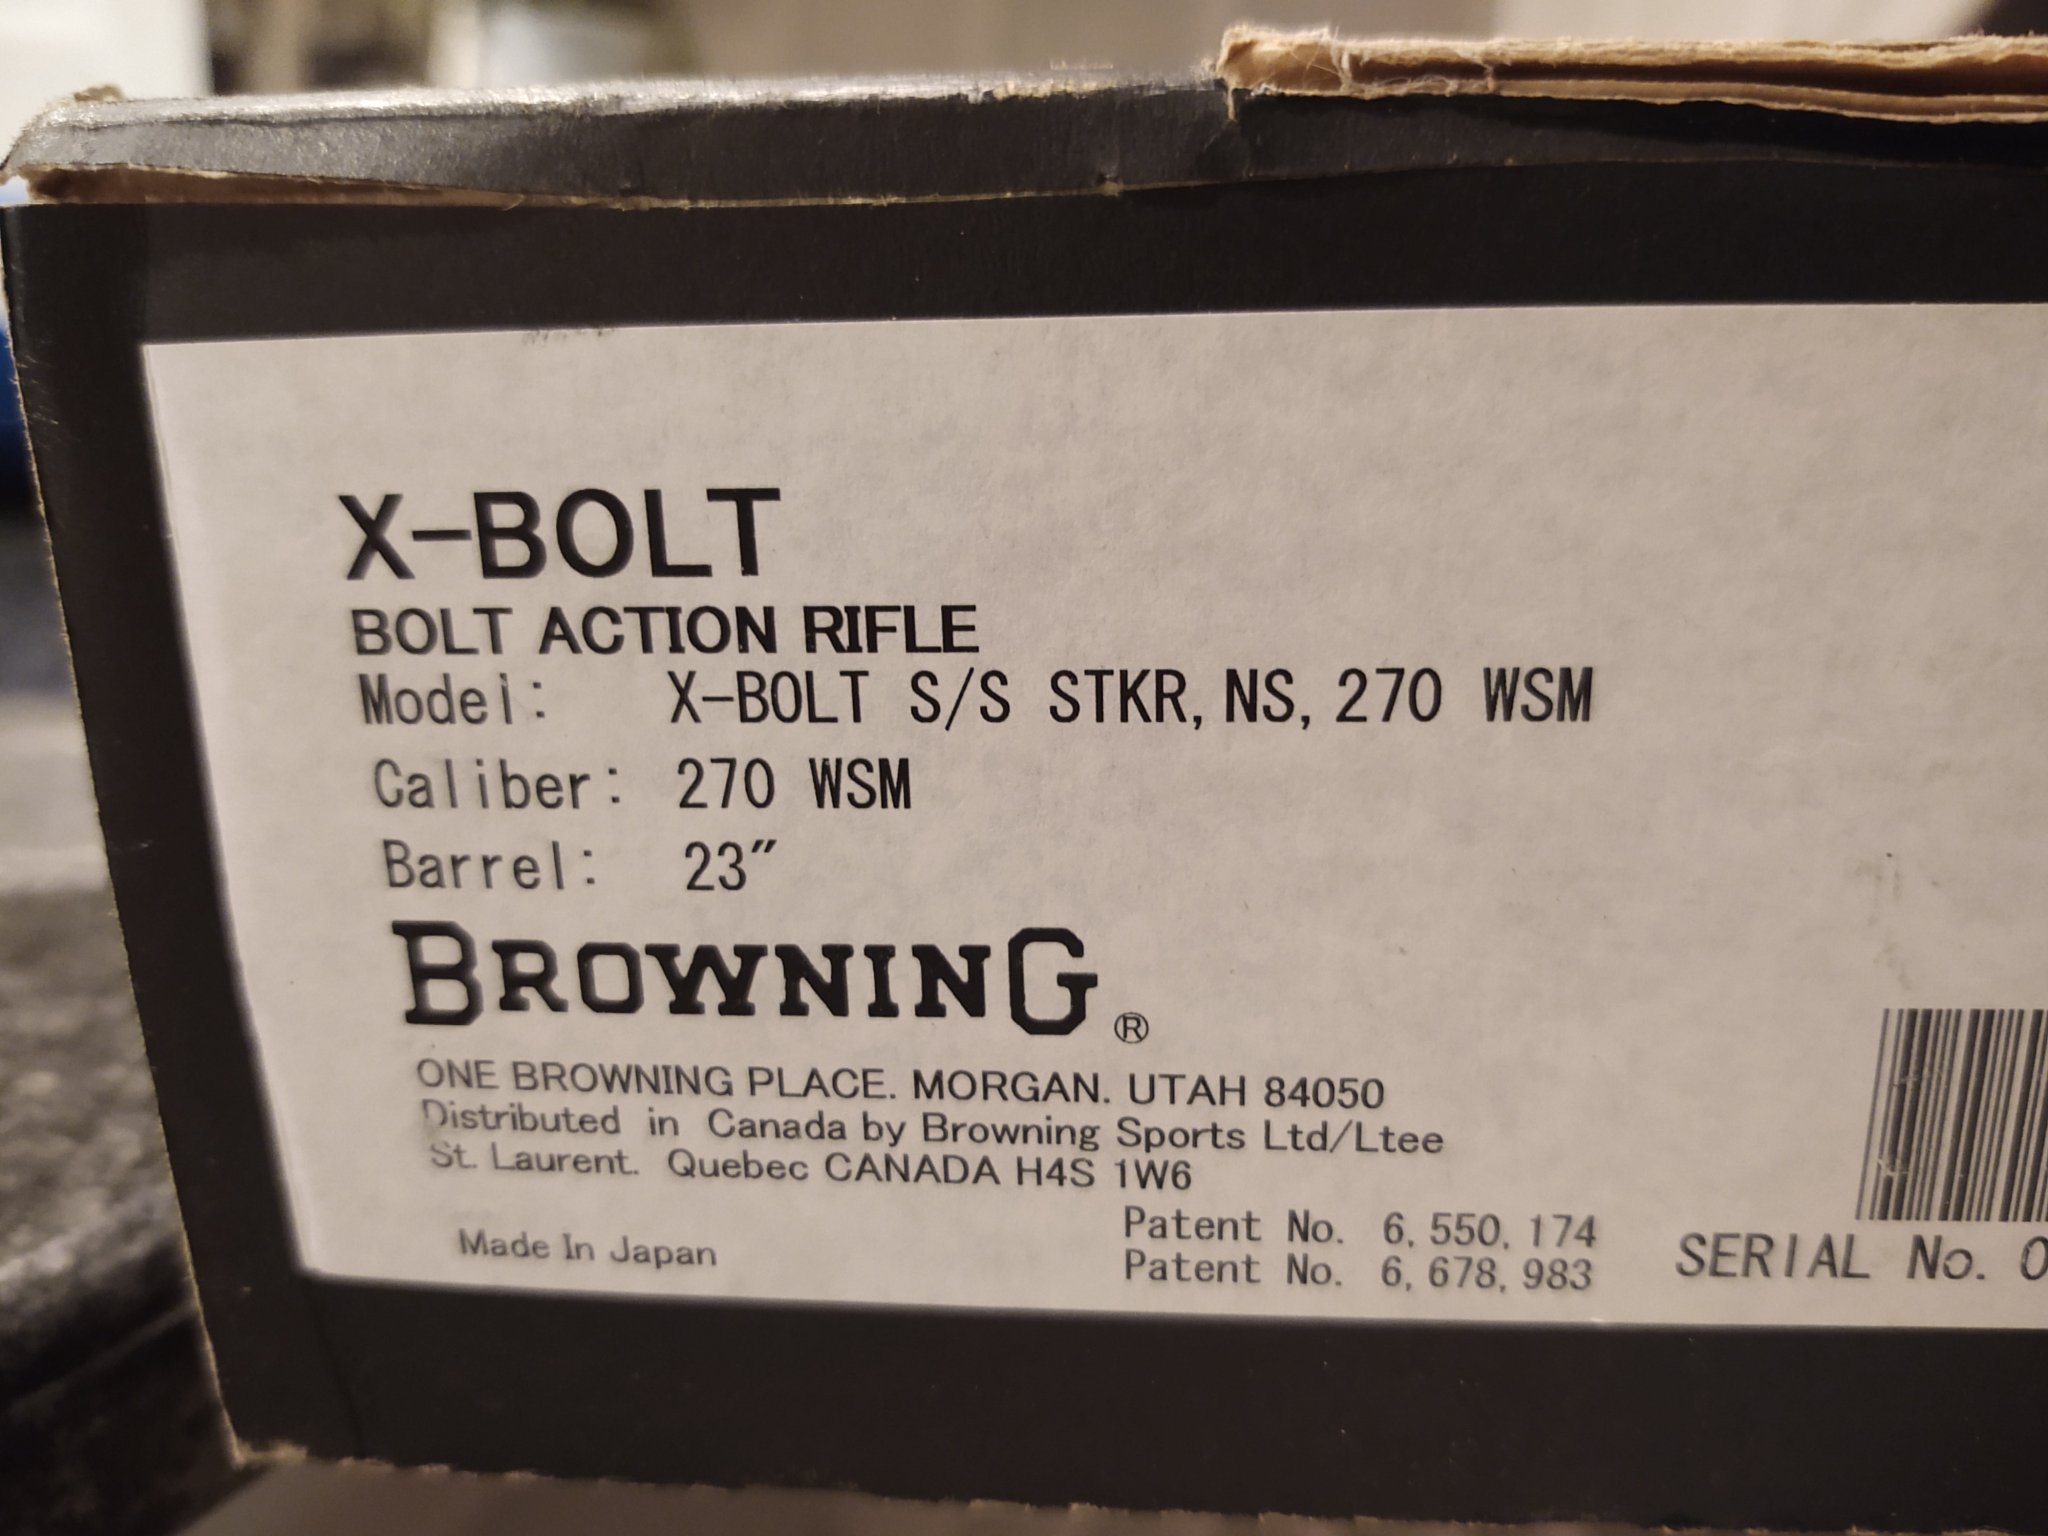 X-BOLT
BOLT ACTION RIFLE
Model: X-BOLT S/S STKR, NS, 270 WSM
Caliber: 270 WSM
Barrel: 23″
BROWNING®
ONE BROWNING PLACE. MORGAN. UTAH 84050
Distributed in Canada by Browning Sports Ltd/Ltee
St. Laurent. Quebec CANADA H4S 1W6
Made In Japan
Patent No. 6, 550, 174
Patent No. 6, 678, 983
SERIAL No. 0